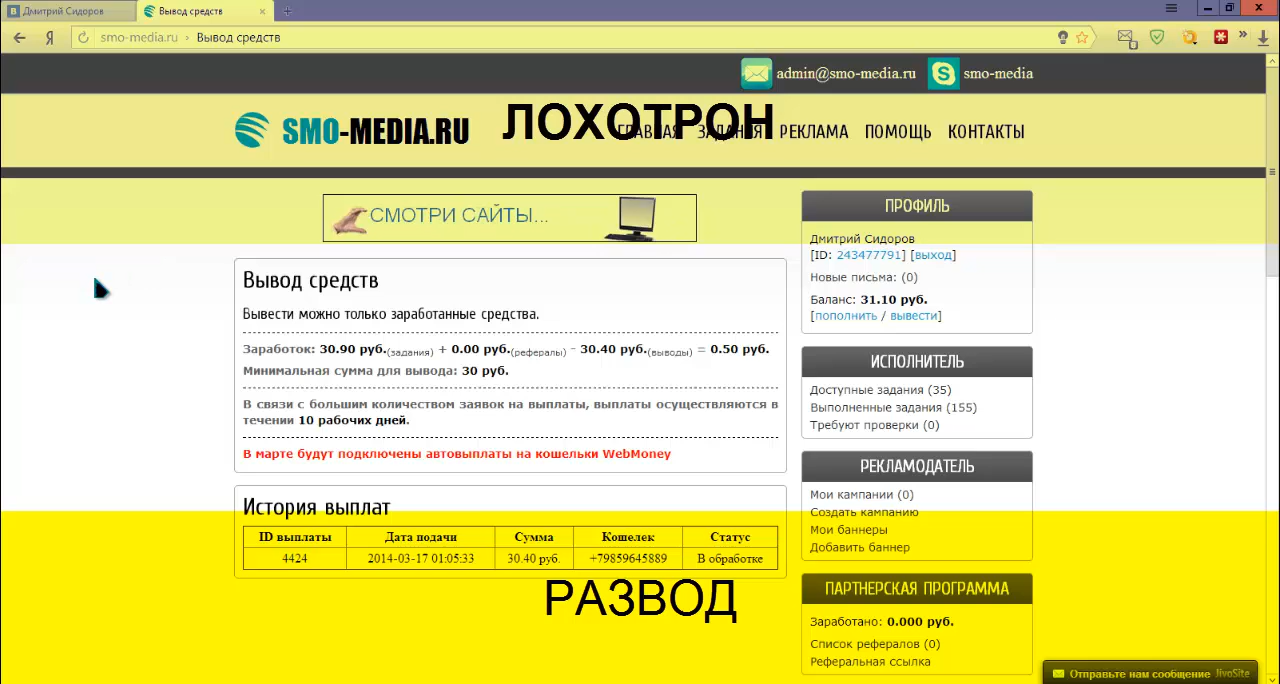 Дмитрий Сидоров
Вывод средств
smo-media.ru › Вывод средств
admin@smo-media.ru smo-media
SMO-MEDIA.RU
ЛОХОТРОН
ГЛАВНАЯ ЗАДАНИЯ РЕКЛАМА ПОМОЩЬ КОНТАКТЫ
СМОТРИ САЙТЫ...
Вывод средств
Вывести можно только заработанные средства.
Заработок: 30.90 руб.(задания) + 0.00 руб.(рефералы) - 30.40 руб.(выводы) = 0.50 руб.
Минимальная сумма для вывода: 30 руб.
В связи с большим количеством заявок на выплаты, выплаты осуществляются в
течении 10 рабочих дней.
В марте будут подключены автовыплаты на кошельки WebMoney
История выплат
ID выплаты Дата подачи Сумма Кошелек Статус
4424 2014-03-17 01:05:33 30.40 руб. +79859645889 В обработке
РАЗВОД
ПРОФИЛЬ
Дмитрий Сидоров
[ID: 243477791] [выход]
Новые письма: (0)
Баланс: 31.10 руб.
[пополнить / вывести]
ИСПОЛНИТЕЛЬ
Доступные задания (35)
Выполненные задания (155)
Требуют проверки (0)
РЕКЛАМОДАТЕЛЬ
Мои кампании (0)
Создать кампанию
Мои баннеры
Добавить баннер
ПАРТНЕРСКАЯ ПРОГРАММА
Заработано: 0.000 руб.
Список рефералов (0)
Реферальная ссылка
Отправьте нам сообщение JivoSite